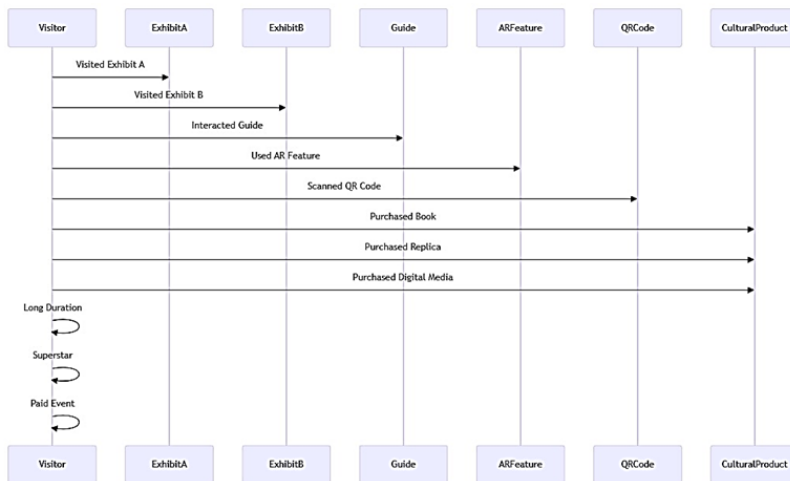 Visitor
ExhibitA
ExhibitB
Guide
ARFeature
QRCode
CulturalProduct
Visited Exhibit A
Visited Exhibit B
Interacted Guide
Used AR Feature
Scanned QR Code
Purchased Book
Purchased Replica
Purchased Digital Media
Long Duration
Superstar
Paid Event
Visitor
ExhibitA
ExhibitB
Guide
ARFeature
QRCode
CulturalProduct